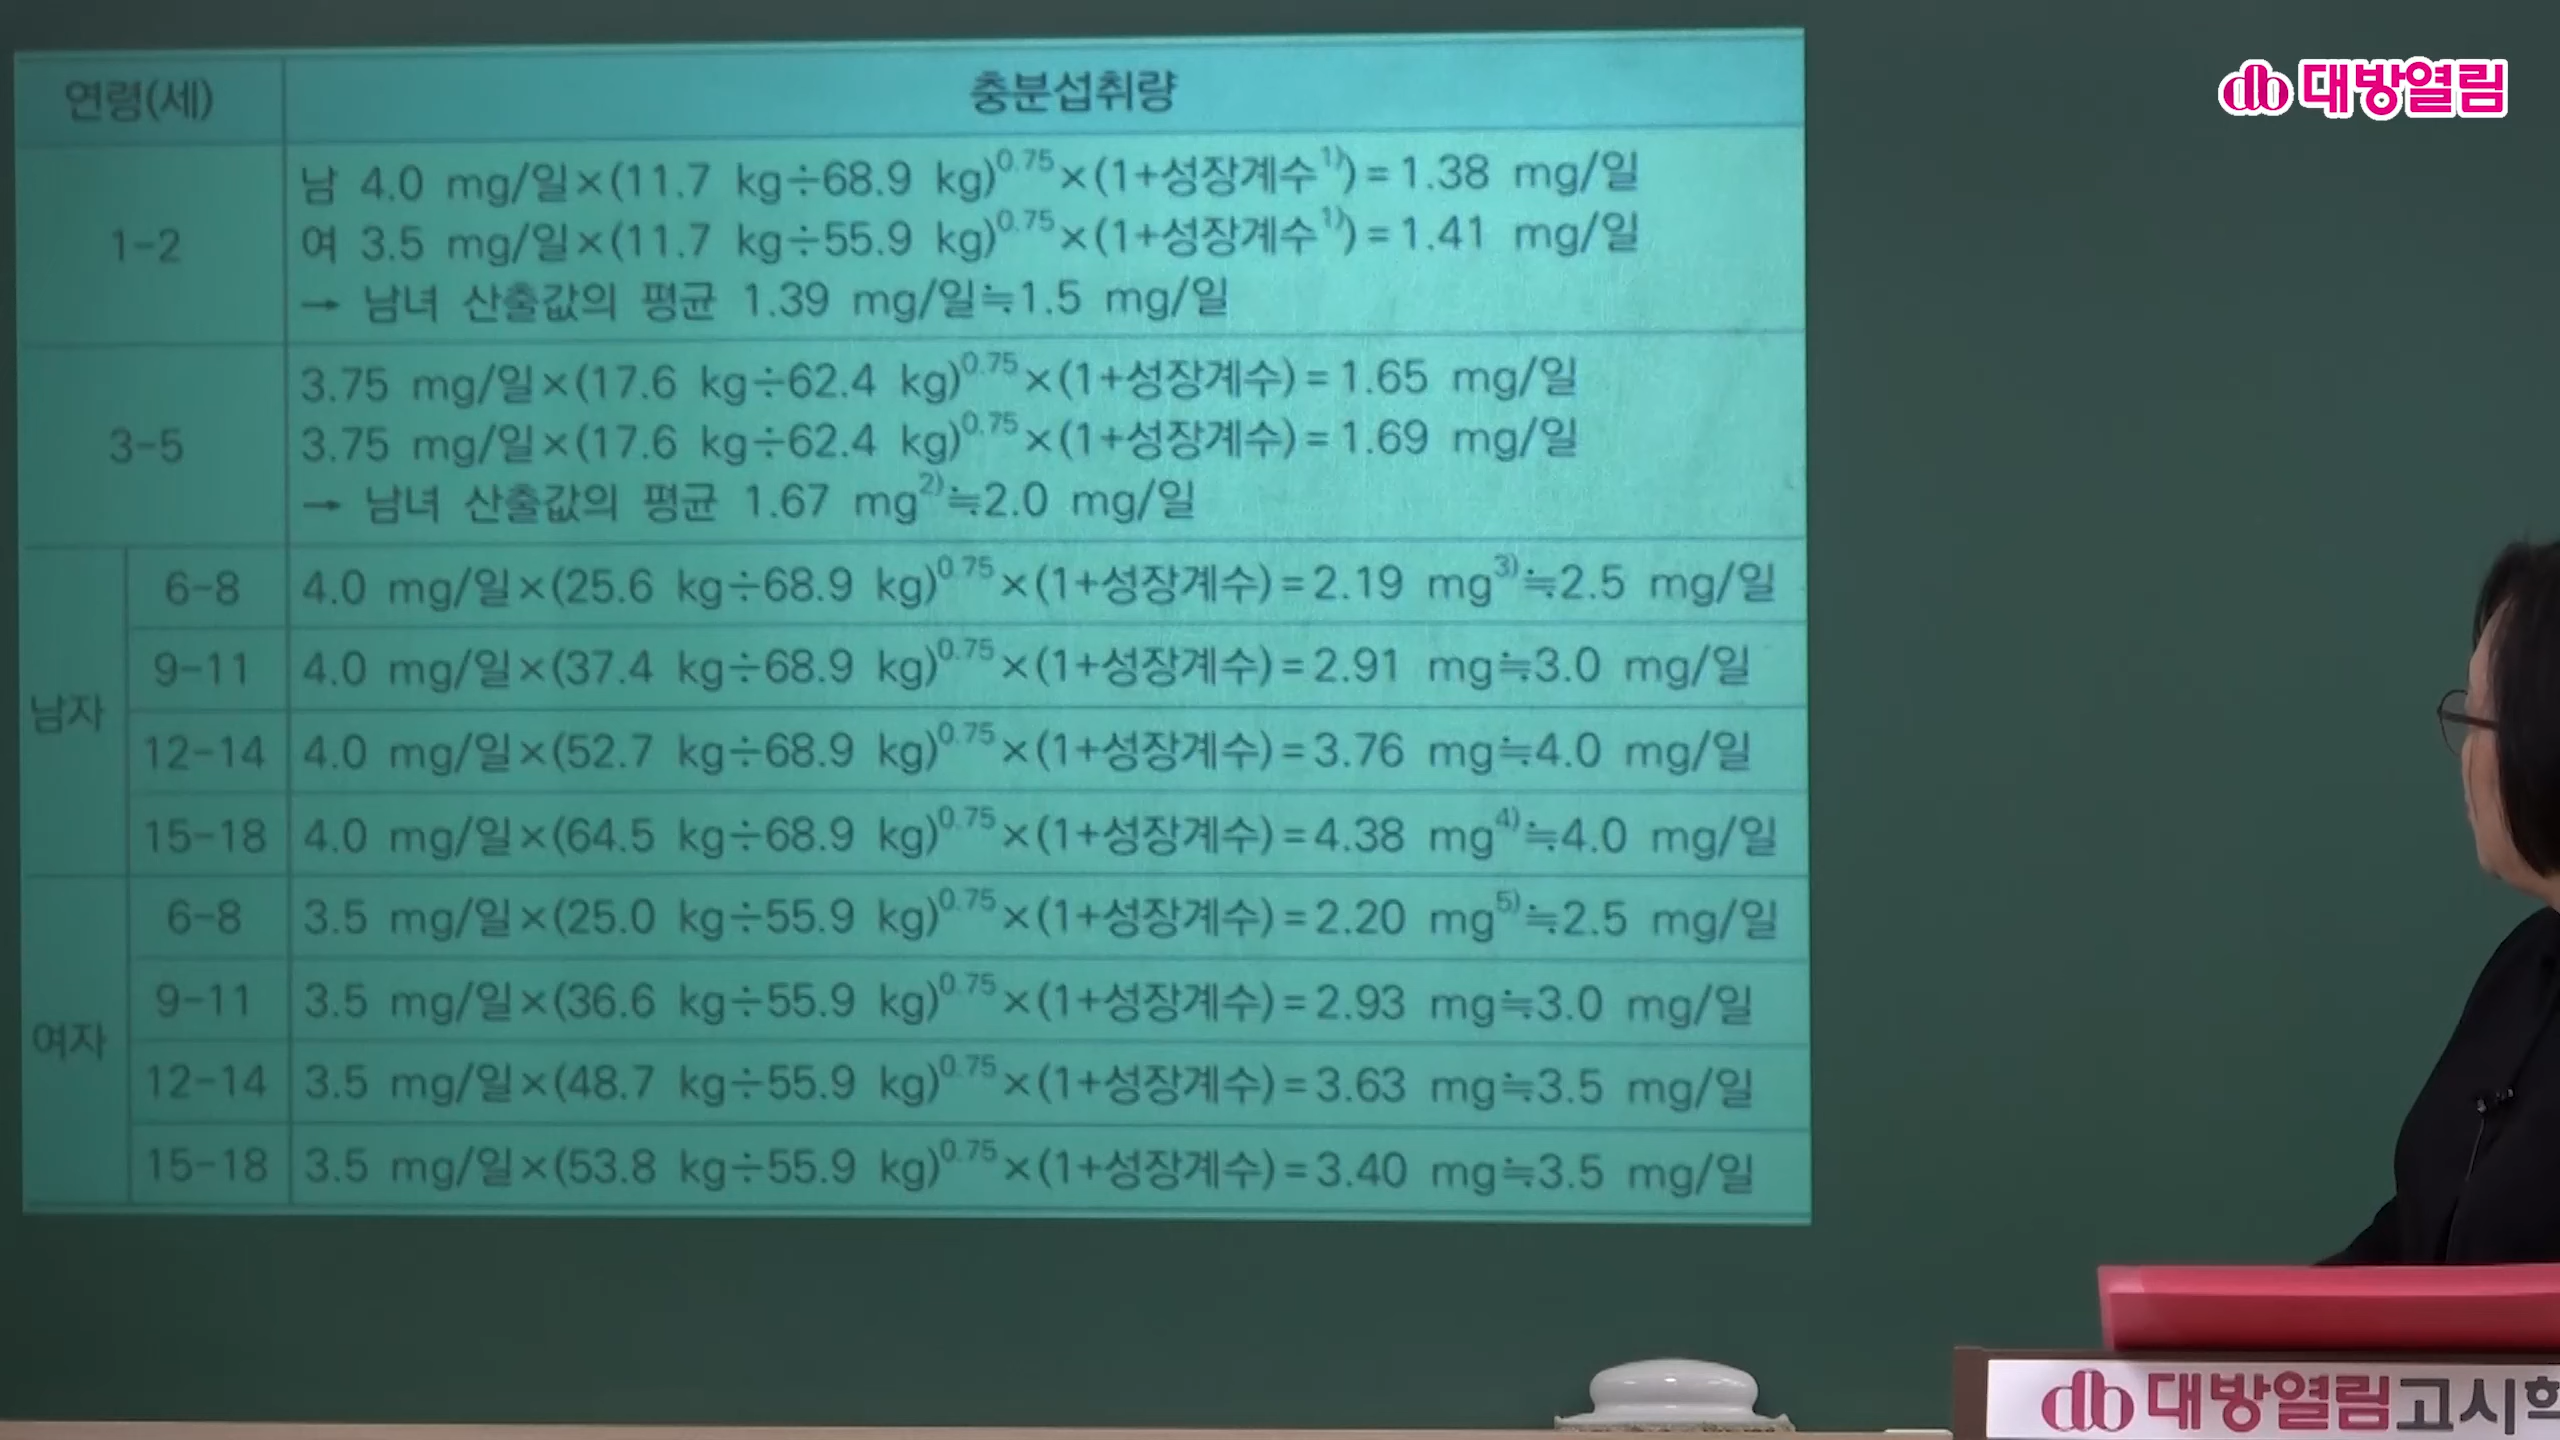 대방열림
연령(세) 충분섭취량
1-2
남 4.0 mg/일×(11.7 kg÷68.9 kg)^0.75×(1+성장계수1))=1.38 mg/일
여 3.5 mg/일×(11.7 kg÷55.9 kg)^0.75×(1+성장계수1))=1.41 mg/일
→ 남녀 산출값의 평균 1.39 mg/일≒1.5 mg/일
3-5
3.75 mg/일×(17.6 kg÷62.4 kg)^0.75×(1+성장계수)=1.65 mg/일
3.75 mg/일×(17.6 kg÷62.4 kg)^0.75×(1+성장계수)=1.69 mg/일
→ 남녀 산출값의 평균 1.67 mg2)≒2.0 mg/일
남자
6-8 4.0 mg/일×(25.6 kg÷68.9 kg)^0.75×(1+성장계수)=2.19 mg3)≒2.5 mg/일
9-11 4.0 mg/일×(37.4 kg÷68.9 kg)^0.75×(1+성장계수)=2.91 mg≒3.0 mg/일
12-14 4.0 mg/일×(52.7 kg÷68.9 kg)^0.75×(1+성장계수)=3.76 mg≒4.0 mg/일
15-18 4.0 mg/일×(64.5 kg÷68.9 kg)^0.75×(1+성장계수)=4.38 mg4)≒4.0 mg/일
여자
6-8 3.5 mg/일×(25.0 kg÷55.9 kg)^0.75×(1+성장계수)=2.20 mg5)≒2.5 mg/일
9-11 3.5 mg/일×(36.6 kg÷55.9 kg)^0.75×(1+성장계수)=2.93 mg≒3.0 mg/일
12-14 3.5 mg/일×(48.7 kg÷55.9 kg)^0.75×(1+성장계수)=3.63 mg≒3.5 mg/일
15-18 3.5 mg/일×(53.8 kg÷55.9 kg)^0.75×(1+성장계수)=3.40 mg≒3.5 mg/일
대방열림고시